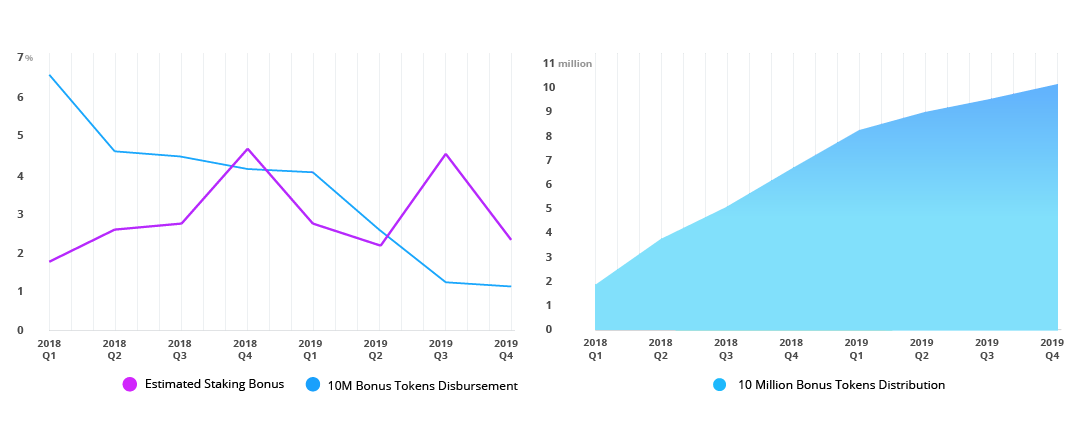 7%
6
5
4
3
2
1
0
2018 Q1
2018 Q2
2018 Q3
2018 Q4
2019 Q1
2019 Q2
2019 Q3
2019 Q4
Estimated Staking Bonus
10M Bonus Tokens Disbursement
11 million
10
9
8
7
6
5
4
3
2
1
0
2018 Q1
2018 Q2
2018 Q3
2018 Q4
2019 Q1
2019 Q2
2019 Q3
2019 Q4
10 Million Bonus Tokens Distribution